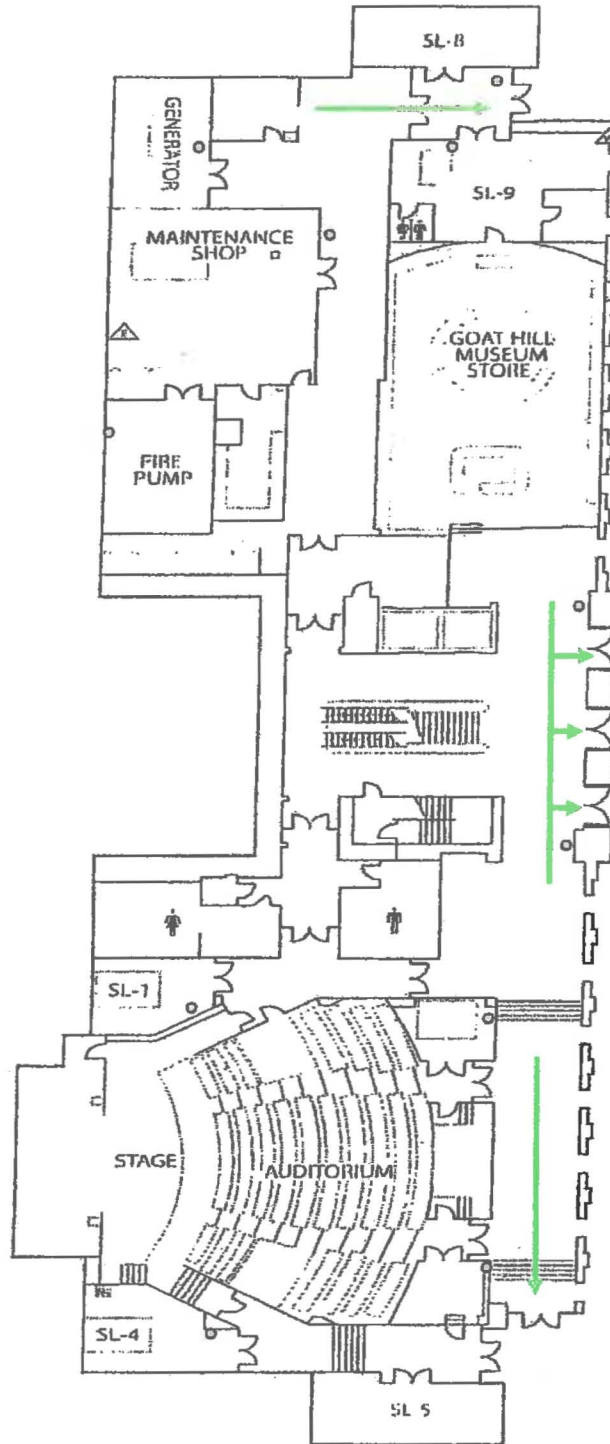 SL-8
GENERATOR
SL-9
MAINTENANCE
SHOP
GOAT HILL
MUSEUM
STORE
FIRE
PUMP
SL-1
STAGE
AUDITORIUM
SL-4
SL-5